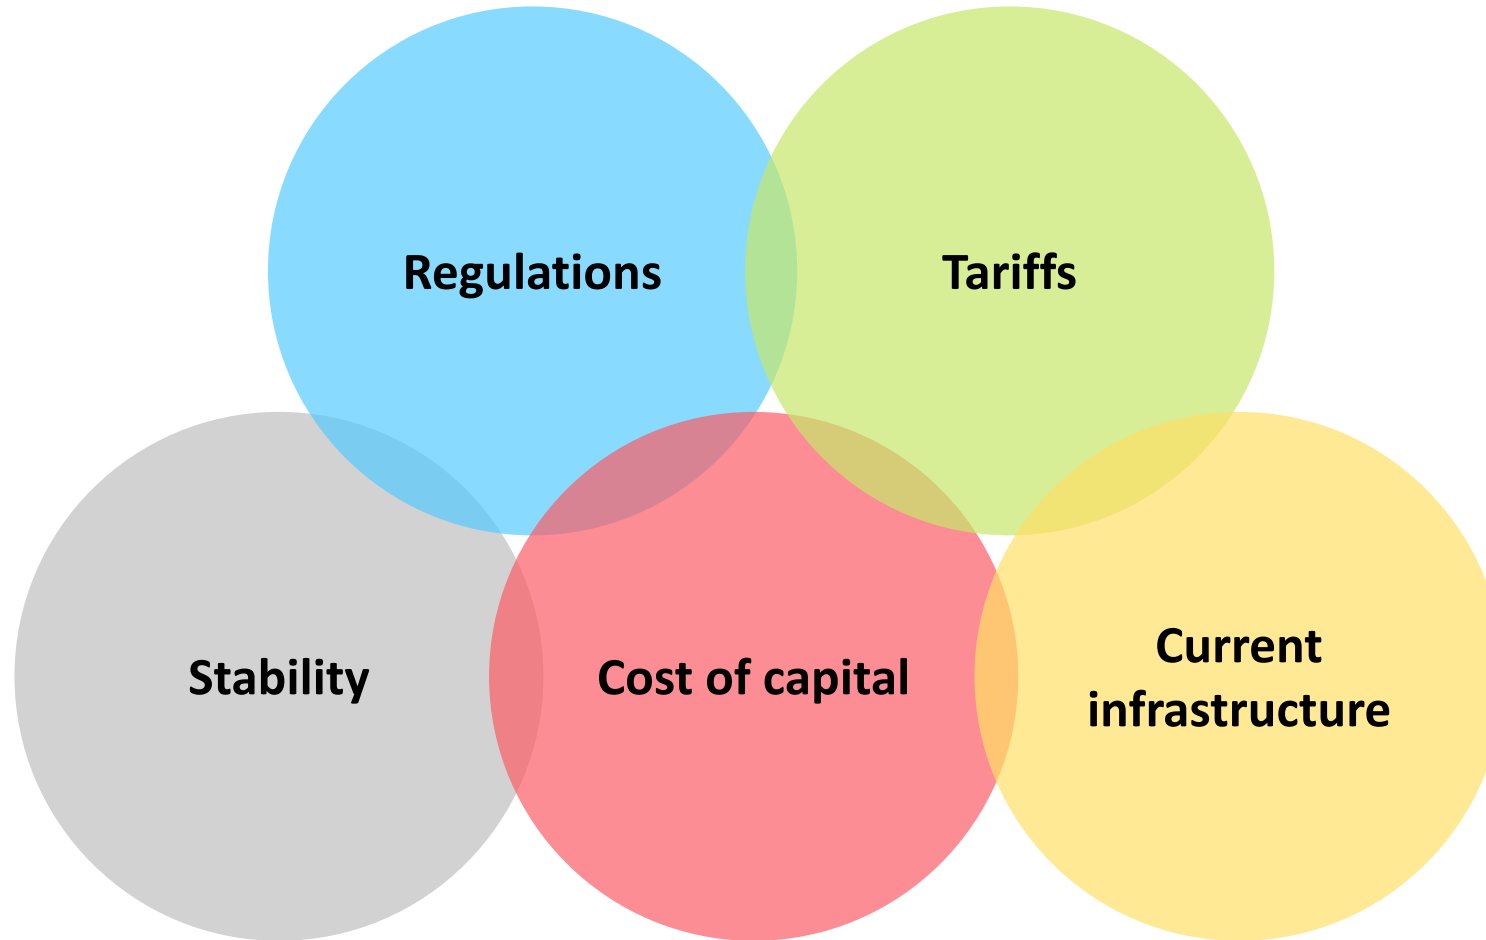 Regulations
Tariffs
Stability
Cost of capital
Current
infrastructure